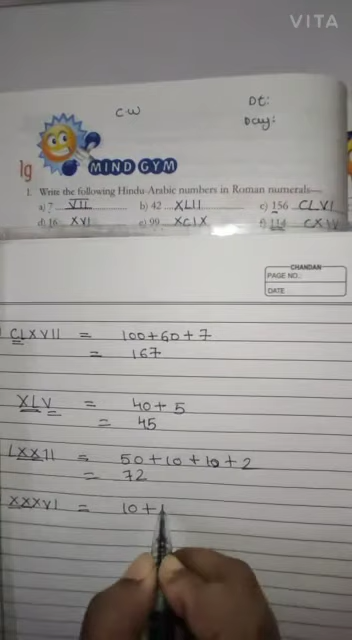 VITA
CW
Dt:
Day:
1g
MIND GYM
1. Write the following Hindu-Arabic numbers in Roman numerals—
a) 7 VII b) 42 XLII c) 156 CLVI
d) 16 XVI e) 99 XCIX f) 114 CXIV
CHANDAN
PAGE NO.:
DATE
CLXVII = 100+60+7
= 167
XLV = 40+5
= 45
LXXII = 50+10+10+2
= 72
XXXVI = 10+1